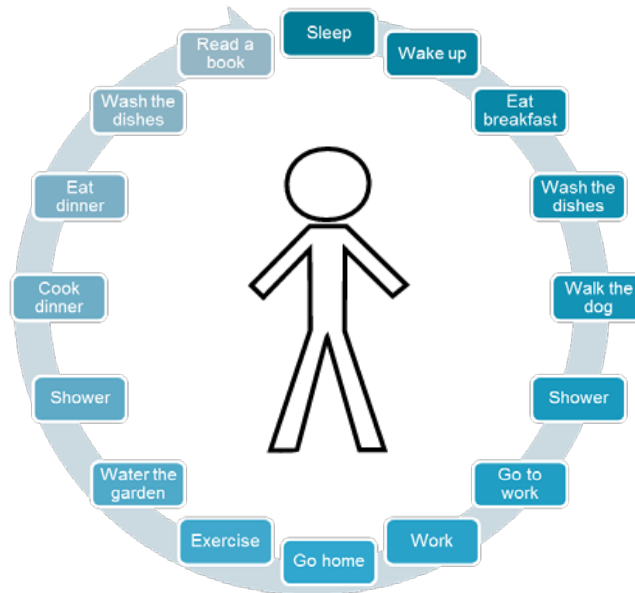 Sleep
Wake up
Eat
breakfast
Wash the
dishes
Walk the
dog
Shower
Go to
work
Work
Go home
Exercise
Water the
garden
Shower
Cook
dinner
Eat
dinner
Wash the
dishes
Read a
book